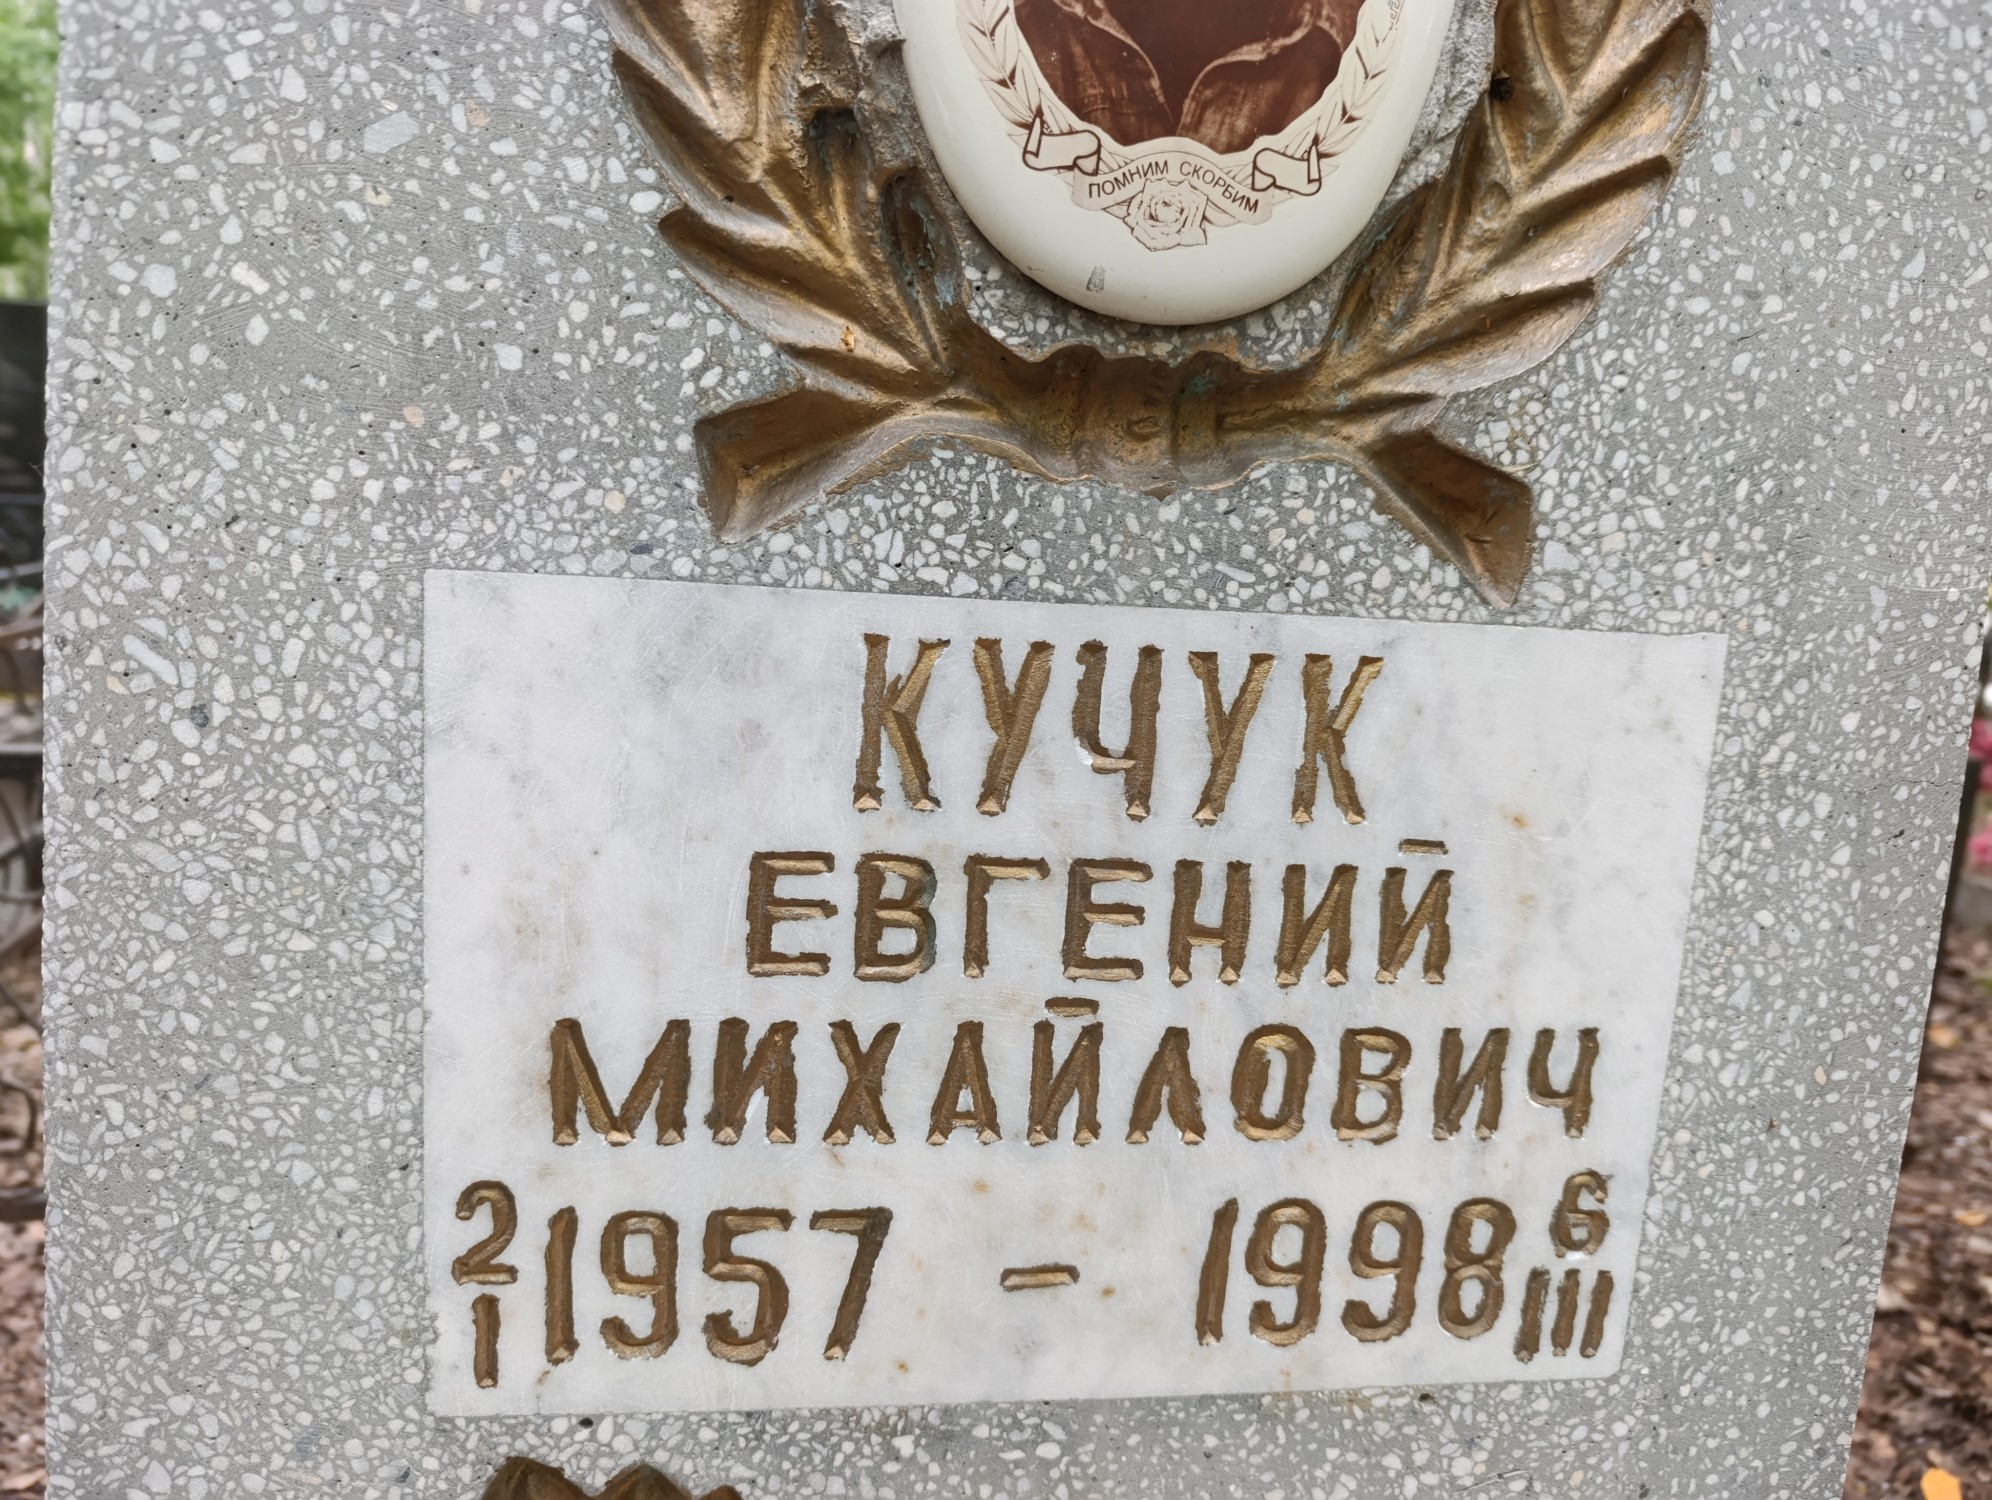 ПОМНИМ СКОРБИМ
КУЧУК
ЕВГЕНИЙ
МИХАЙЛОВИЧ
2/I 1957 - 1998 6/III